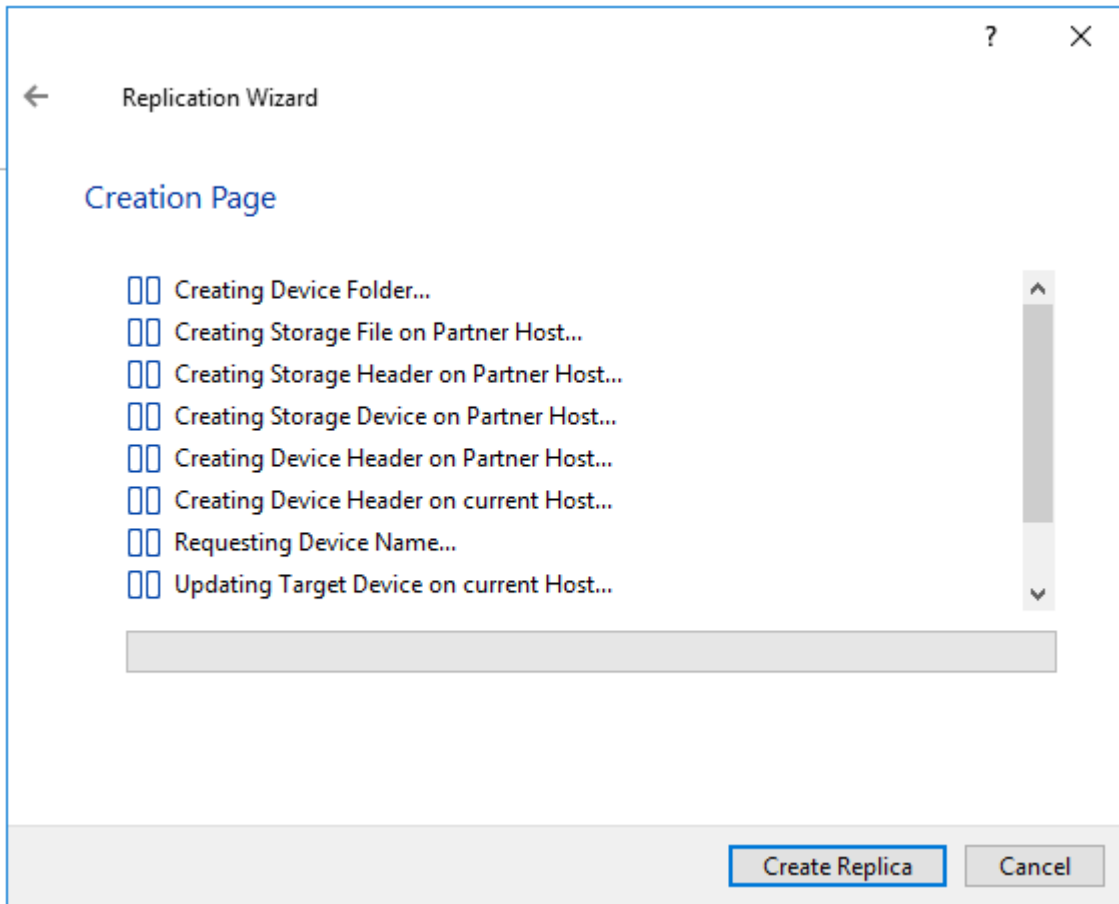 ?
Replication Wizard
Creation Page
Creating Device Folder...
Creating Storage File on Partner Host...
Creating Storage Header on Partner Host...
Creating Storage Device on Partner Host...
Creating Device Header on Partner Host...
Creating Device Header on current Host...
Requesting Device Name...
Updating Target Device on current Host...
Create Replica
Cancel